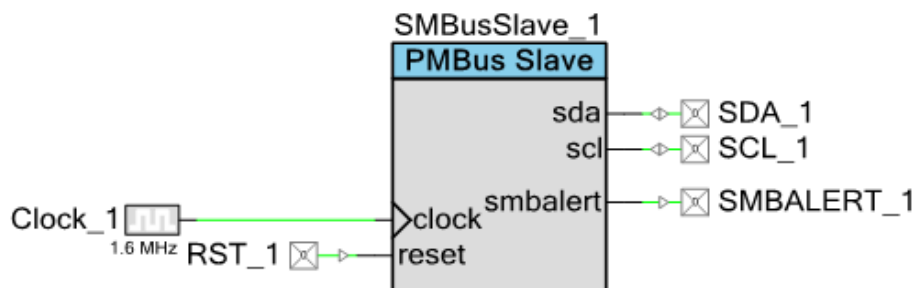 SMBusSlave_1
PMBus Slave
sda SDA_1
scl SCL_1
smbalert SMBALERT_1
Clock_1 clock
1.6 MHz
RST_1 reset